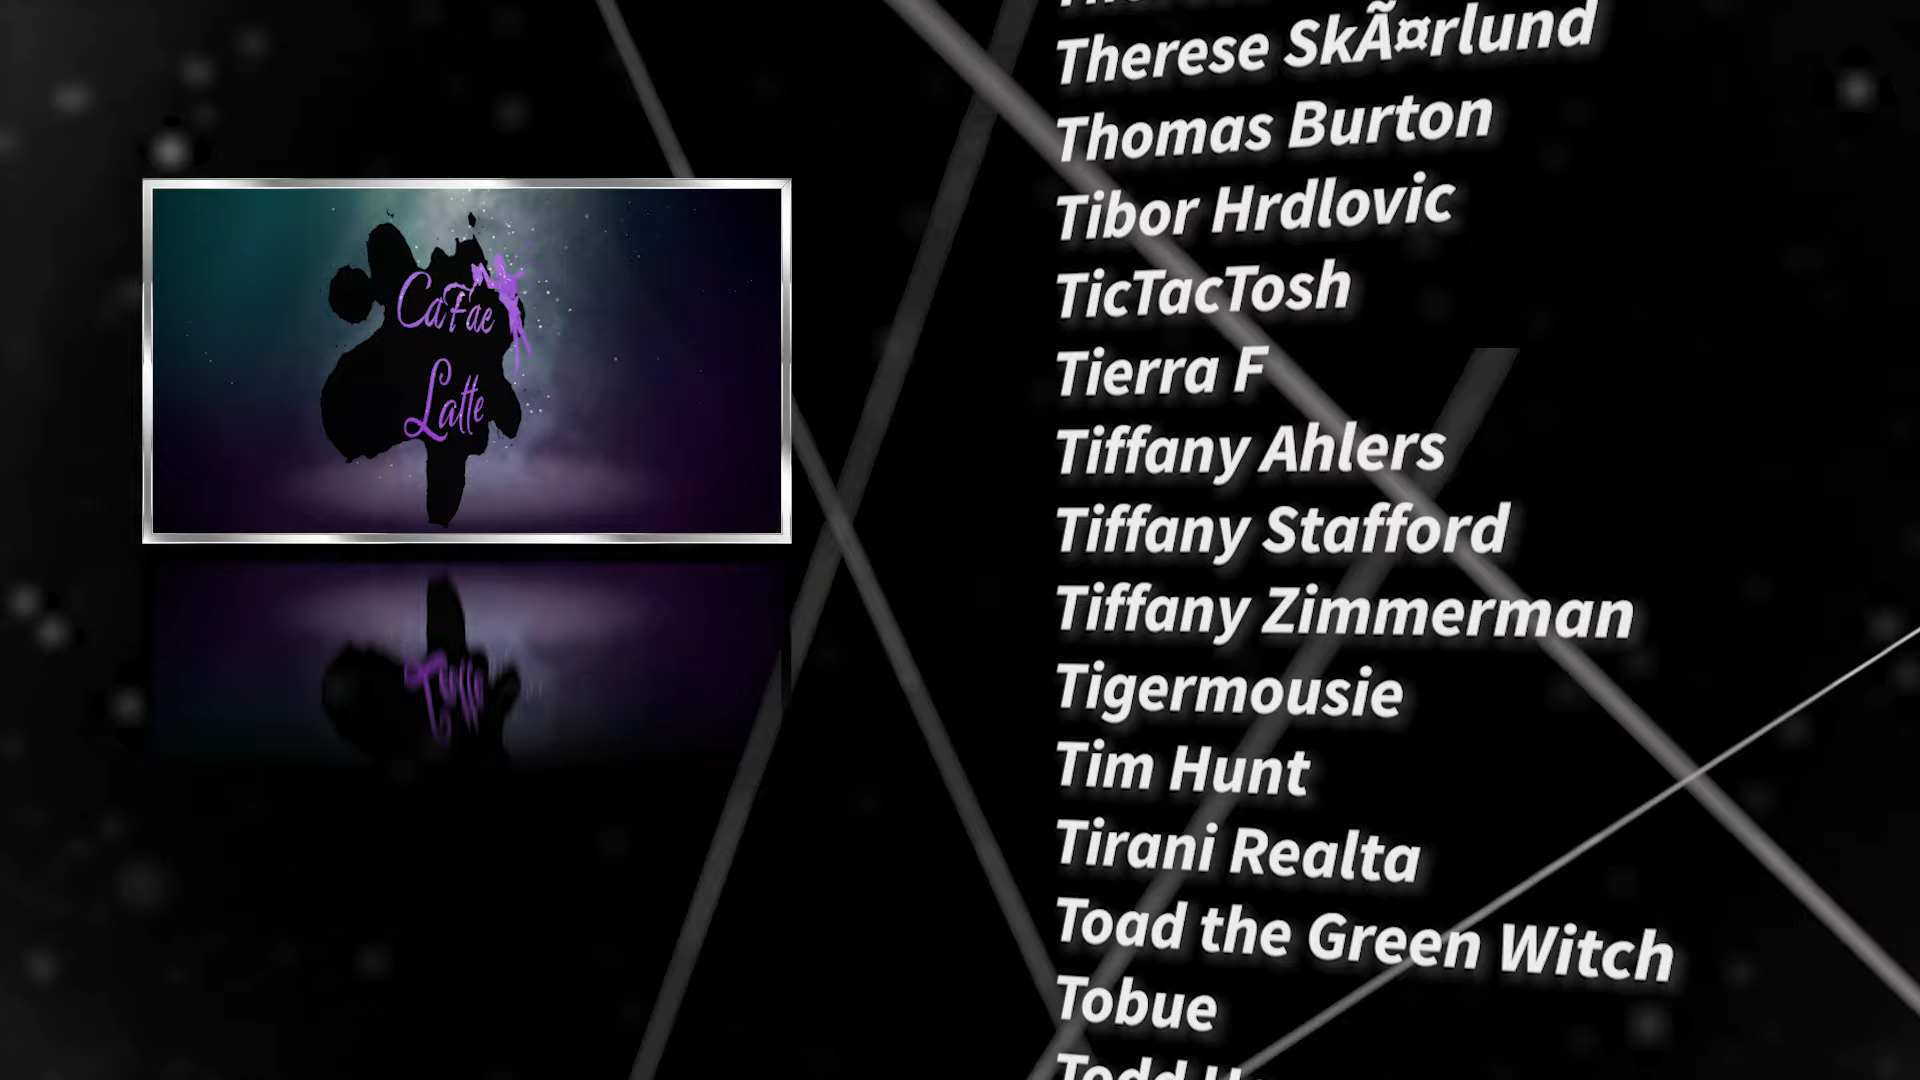 CaFae
Latte
Therese SkÃ¤rlund
Thomas Burton
Tibor Hrdlovic
TicTacTosh
Tierra F
Tiffany Ahlers
Tiffany Stafford
Tiffany Zimmerman
Tigermousie
Tim Hunt
Tirani Realta
Toad the Green Witch
Tobue
Todd